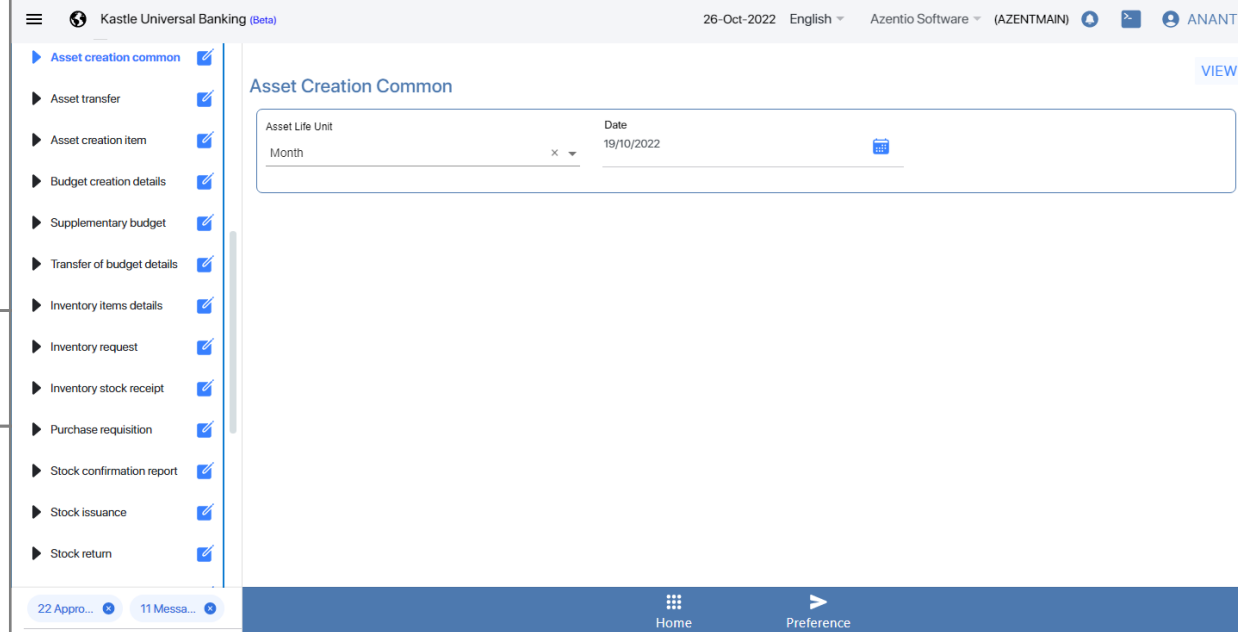 Kastle Universal Banking (Beta)
26-Oct-2022 English Azentio Software (AZENTMAIN) ANANT
Asset creation common
Asset transfer
Asset creation item
Budget creation details
Supplementary budget
Transfer of budget details
Inventory items details
Inventory request
Inventory stock receipt
Purchase requisition
Stock confirmation report
Stock issuance
Stock return
22 Appro...
11 Messa...
VIEW
Asset Creation Common
Asset Life Unit
Month
Date
19/10/2022
Home
Preference